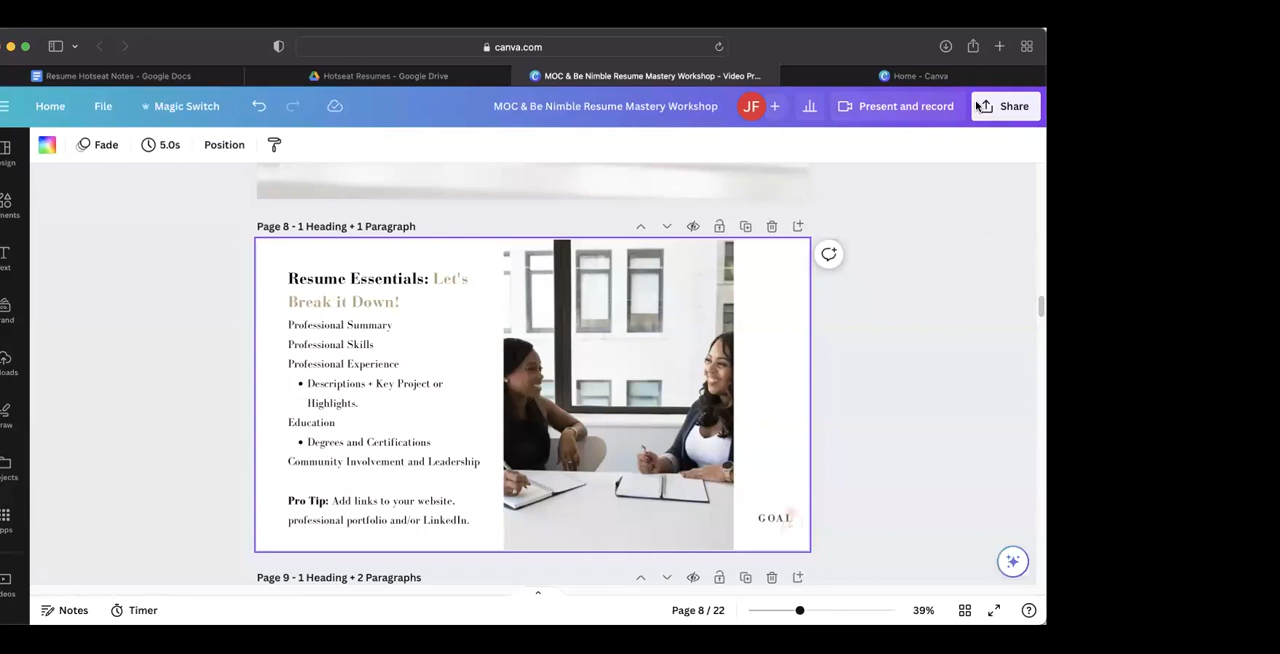 canva.com
Resume Hotseat Notes - Google Docs
Hotseat Resumes - Google Drive
MOC & Be Nimble Resume Mastery Workshop - Video Pr...
Home - Canva
Home
File
Magic Switch
MOC & Be Nimble Resume Mastery Workshop
JF
Present and record
Share
Fade
5.0s
Position
Page 8 - 1 Heading + 1 Paragraph
Resume Essentials: Let's
Break it Down!
Professional Summary
Professional Skills
Professional Experience
• Descriptions + Key Project or
Highlights.
Education
• Degrees and Certifications
Community Involvement and Leadership
Pro Tip: Add links to your website,
professional portfolio and/or LinkedIn.
GOAL
Page 9 - 1 Heading + 2 Paragraphs
Notes
Timer
Page 8 / 22
39%